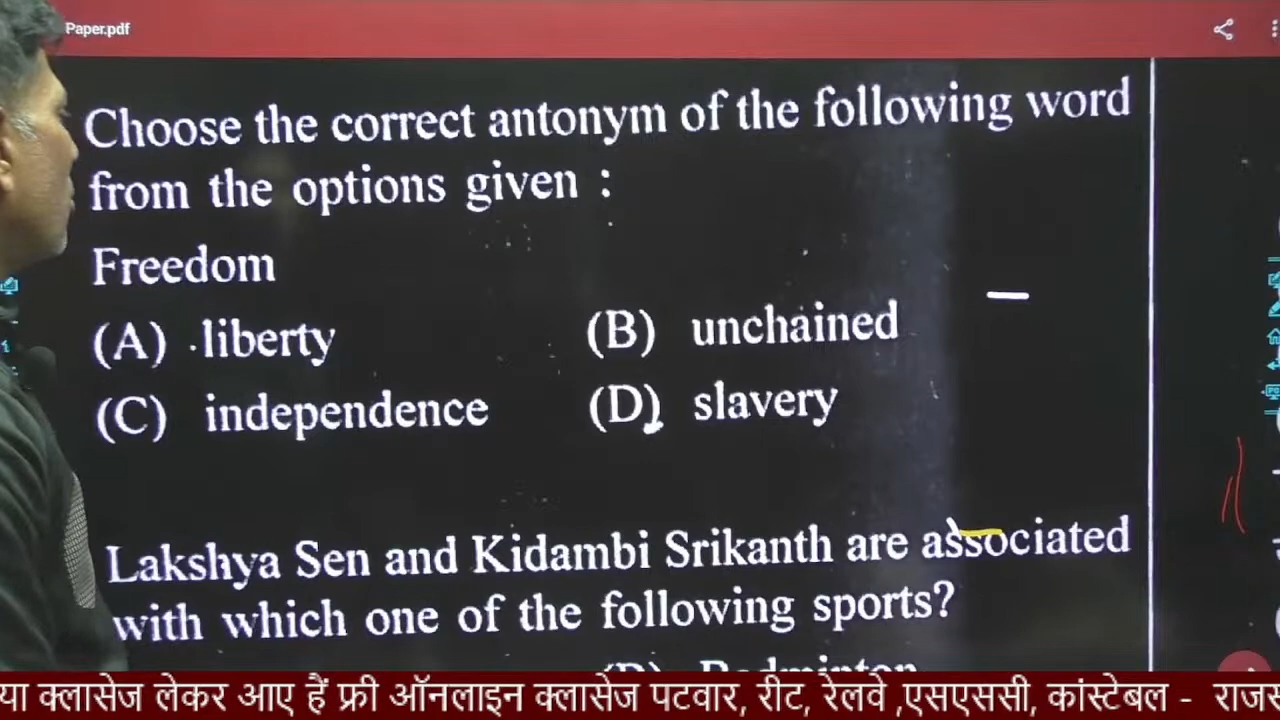 Paper.pdf
Choose the correct antonym of the following word
from the options given :
Freedom
(A) liberty (B) unchained
(C) independence (D) slavery
Lakshya Sen and Kidambi Srikanth are associated
with which one of the following sports?
Badminton
या क्लासेज लेकर आए हैं फ्री ऑनलाइन क्लासेज पटवार, रीट, रेलवे ,एसएससी, कांस्टेबल - राजस